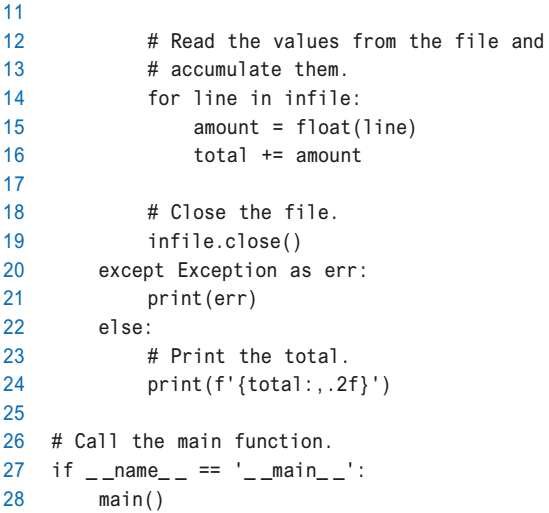 11
12            # Read the values from the file and
13            # accumulate them.
14            for line in infile:
15                amount = float(line)
16                total += amount
17
18            # Close the file.
19            infile.close()
20        except Exception as err:
21            print(err)
22        else:
23            # Print the total.
24            print(f'{total:,.2f}')
25
26    # Call the main function.
27    if _ _name_ _ == '_ _main_ _':
28        main()